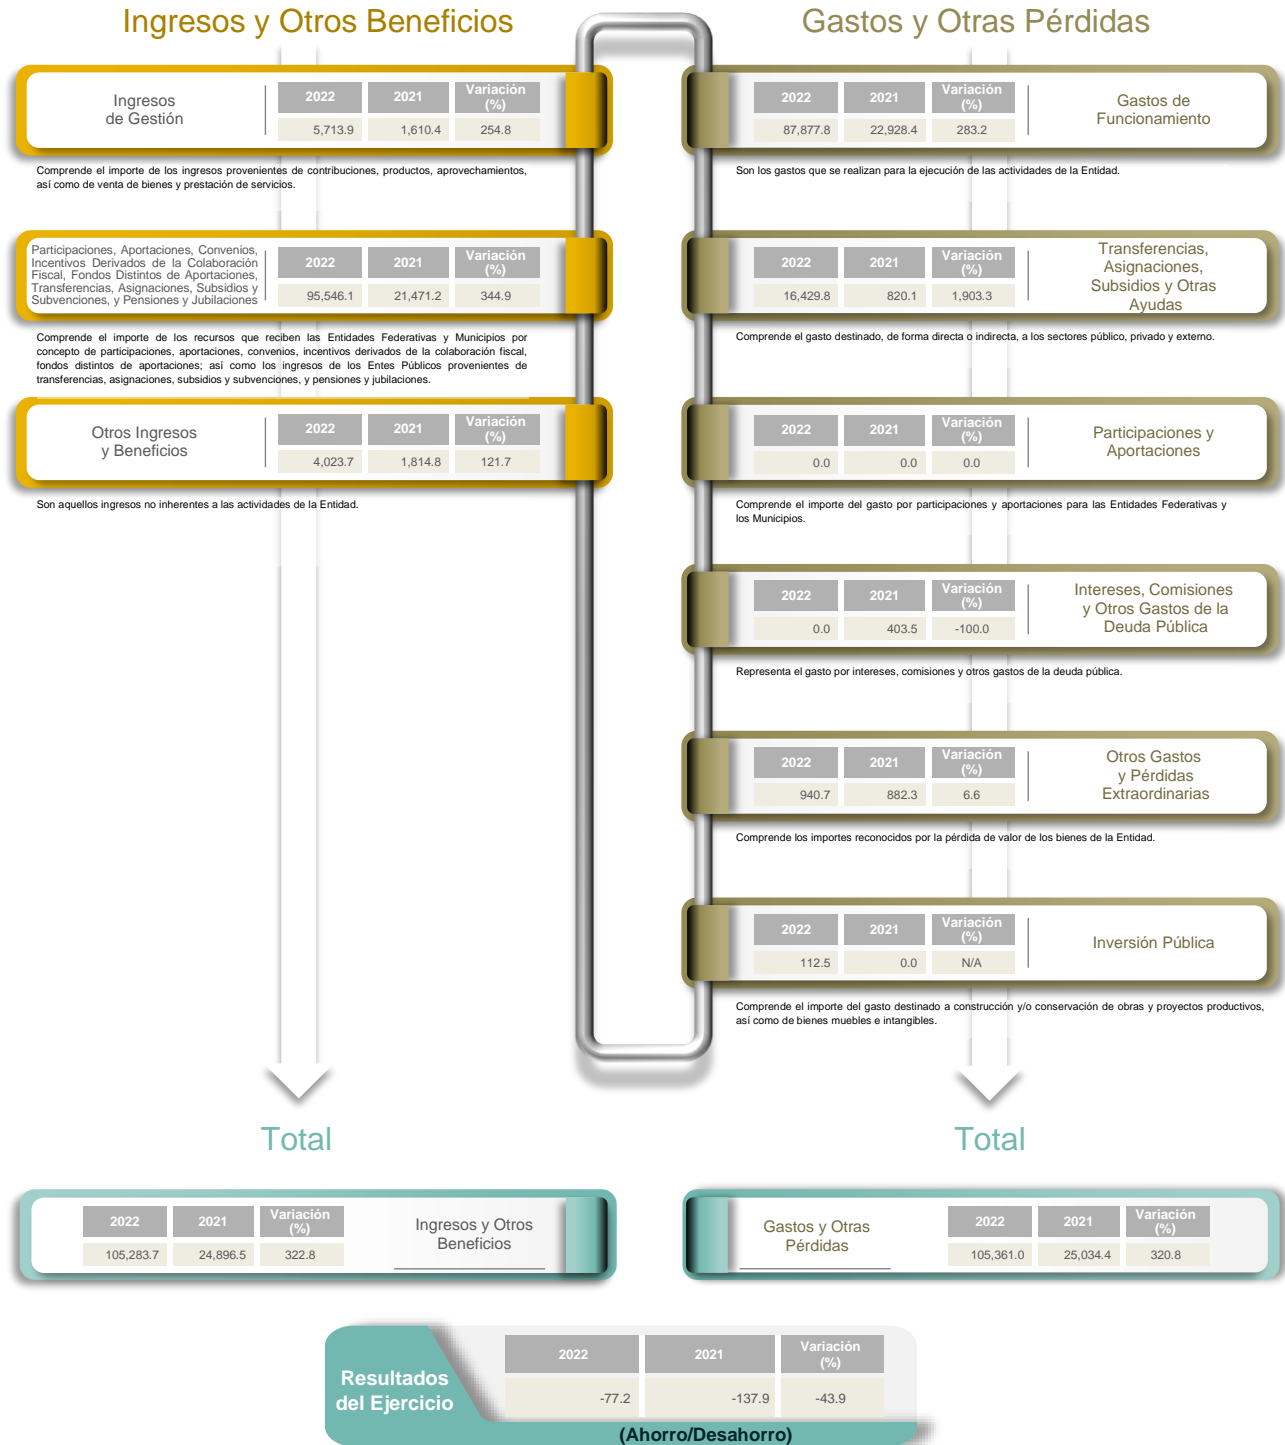 Ingresos y Otros Beneficios
Ingresos
de Gestión
2022 2021 Variación (%)
5,713.9 1,610.4 254.8
Comprende el importe de los ingresos provenientes de contribuciones, productos, aprovechamientos,
así como de venta de bienes y prestación de servicios.
Participaciones, Aportaciones, Convenios,
Incentivos Derivados de la Colaboración
Fiscal, Fondos Distintos de Aportaciones,
Transferencias, Asignaciones, Subsidios y
Subvenciones, y Pensiones y Jubilaciones
2022 2021 Variación (%)
95,546.1 21,471.2 344.9
Comprende el importe de los recursos que reciben las Entidades Federativas y Municipios por
concepto de participaciones, aportaciones, convenios, incentivos derivados de la colaboración fiscal,
fondos distintos de aportaciones; así como los ingresos de los Entes Públicos provenientes de
transferencias, asignaciones, subsidios y subvenciones, y pensiones y jubilaciones.
Otros Ingresos
y Beneficios
2022 2021 Variación (%)
4,023.7 1,814.8 121.7
Son aquellos ingresos no inherentes a las actividades de la Entidad.
Gastos y Otras Pérdidas
2022 2021 Variación (%)
87,877.8 22,928.4 283.2
Gastos de
Funcionamiento
Son los gastos que se realizan para la ejecución de las actividades de la Entidad.
2022 2021 Variación (%)
16,429.8 820.1 1,903.3
Transferencias,
Asignaciones,
Subsidios y Otras
Ayudas
Comprende el gasto destinado, de forma directa o indirecta, a los sectores público, privado y externo.
2022 2021 Variación (%)
0.0 0.0 0.0
Participaciones y
Aportaciones
Comprende el importe del gasto por participaciones y aportaciones para las Entidades Federativas y
los Municipios.
2022 2021 Variación (%)
0.0 403.5 -100.0
Intereses, Comisiones
y Otros Gastos de la
Deuda Pública
Representa el gasto por intereses, comisiones y otros gastos de la deuda pública.
2022 2021 Variación (%)
940.7 882.3 6.6
Otros Gastos
y Pérdidas
Extraordinarias
Comprende los importes reconocidos por la pérdida de valor de los bienes de la Entidad.
2022 2021 Variación (%)
112.5 0.0 N/A
Inversión Pública
Comprende el importe del gasto destinado a construcción y/o conservación de obras y proyectos productivos,
así como de bienes muebles e intangibles.
Total
2022 2021 Variación (%)
105,283.7 24,896.5 322.8
Ingresos y Otros
Beneficios
Total
Gastos y Otras
Pérdidas
2022 2021 Variación (%)
105,361.0 25,034.4 320.8
Resultados
del Ejercicio
2022 2021 Variación (%)
-77.2 -137.9 -43.9
(Ahorro/Desahorro)